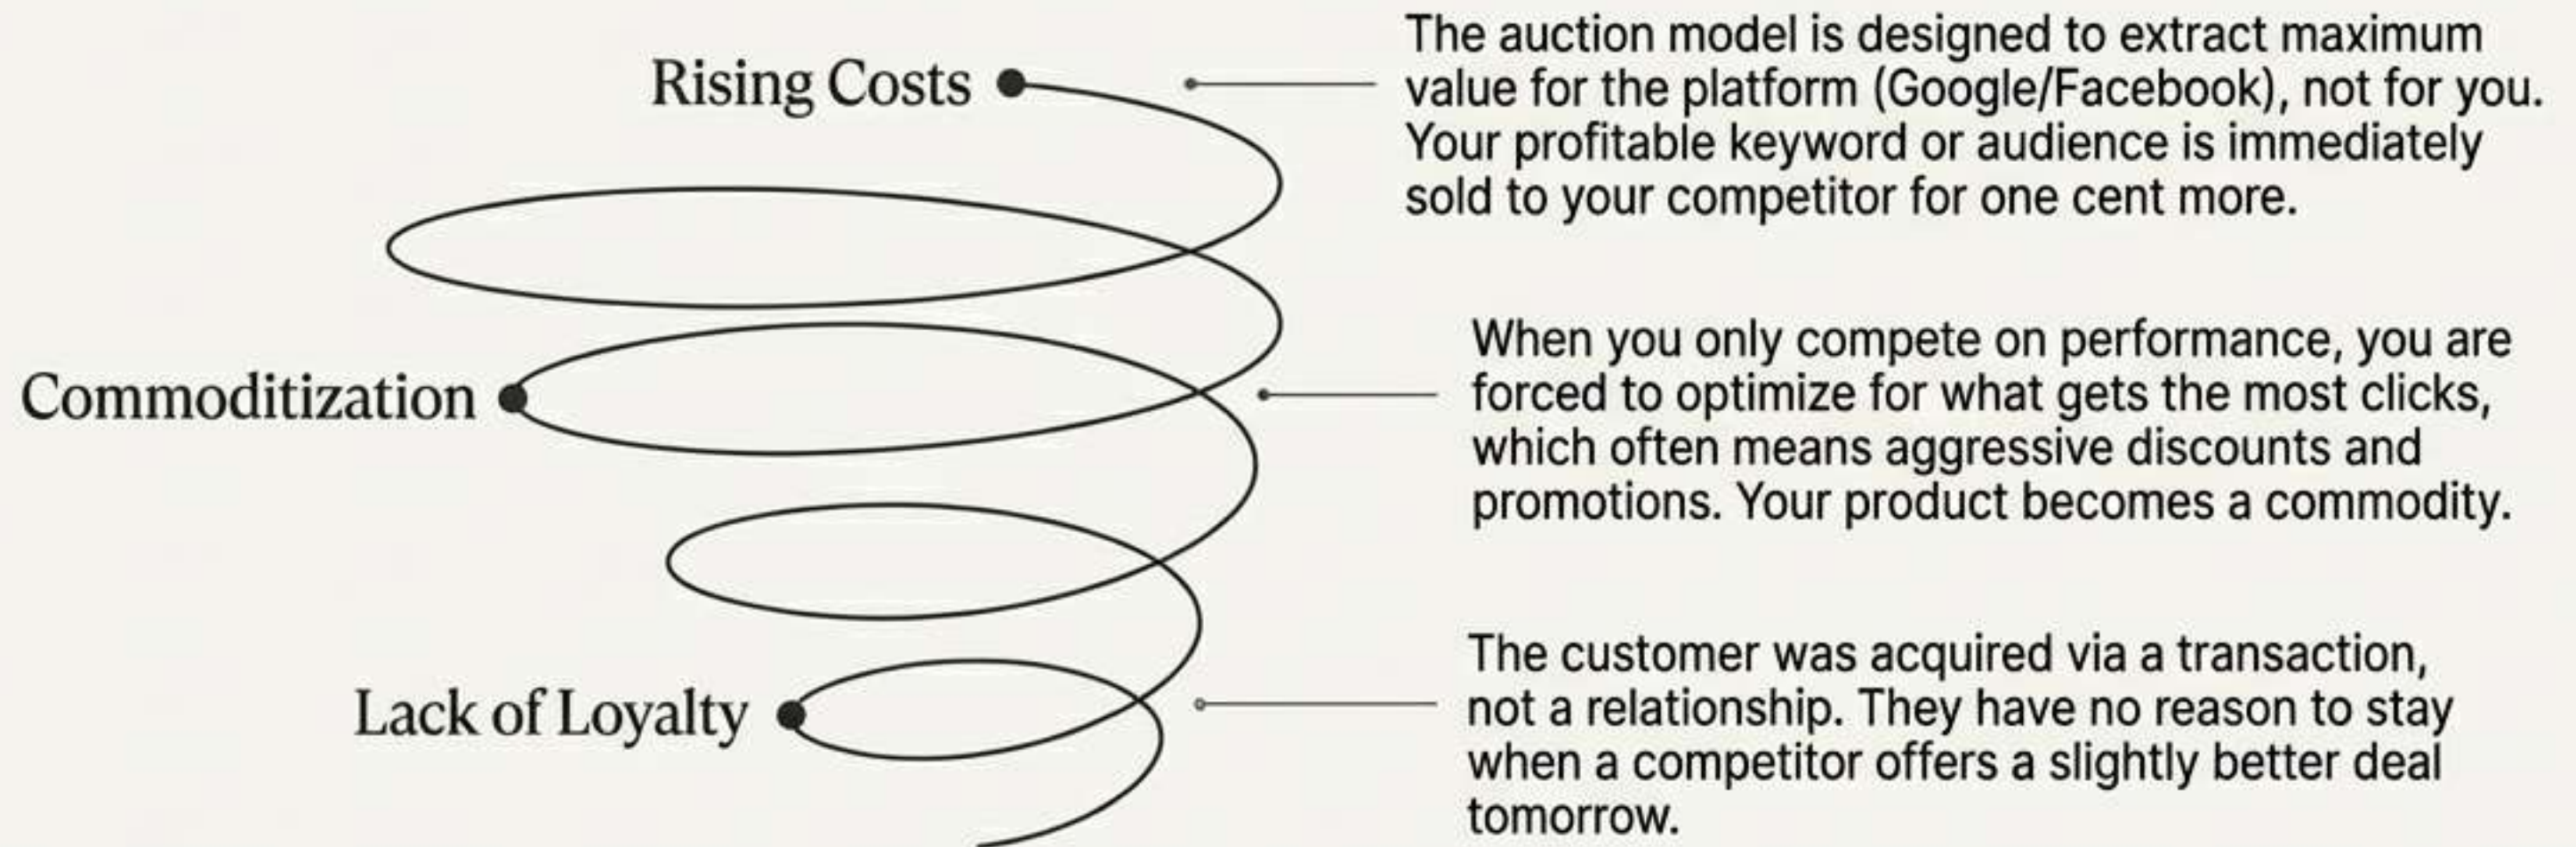 Rising Costs
The auction model is designed to extract maximum
value for the platform (Google/Facebook), not for you.
Your profitable keyword or audience is immediately
sold to your competitor for one cent more.
Commoditization
When you only compete on performance, you are
forced to optimize for what gets the most clicks,
which often means aggressive discounts and
promotions. Your product becomes a commodity.
Lack of Loyalty
The customer was acquired via a transaction,
not a relationship. They have no reason to stay
when a competitor offers a slightly better deal
tomorrow.